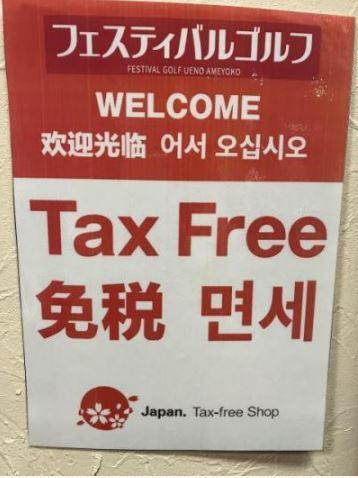 フェスティバルゴルフ
FESTIVAL GOLF UENO AMEYOKO
WELCOME
欢迎光临 어서 오십시오
Tax Free
免税 면세
Japan. Tax-free Shop